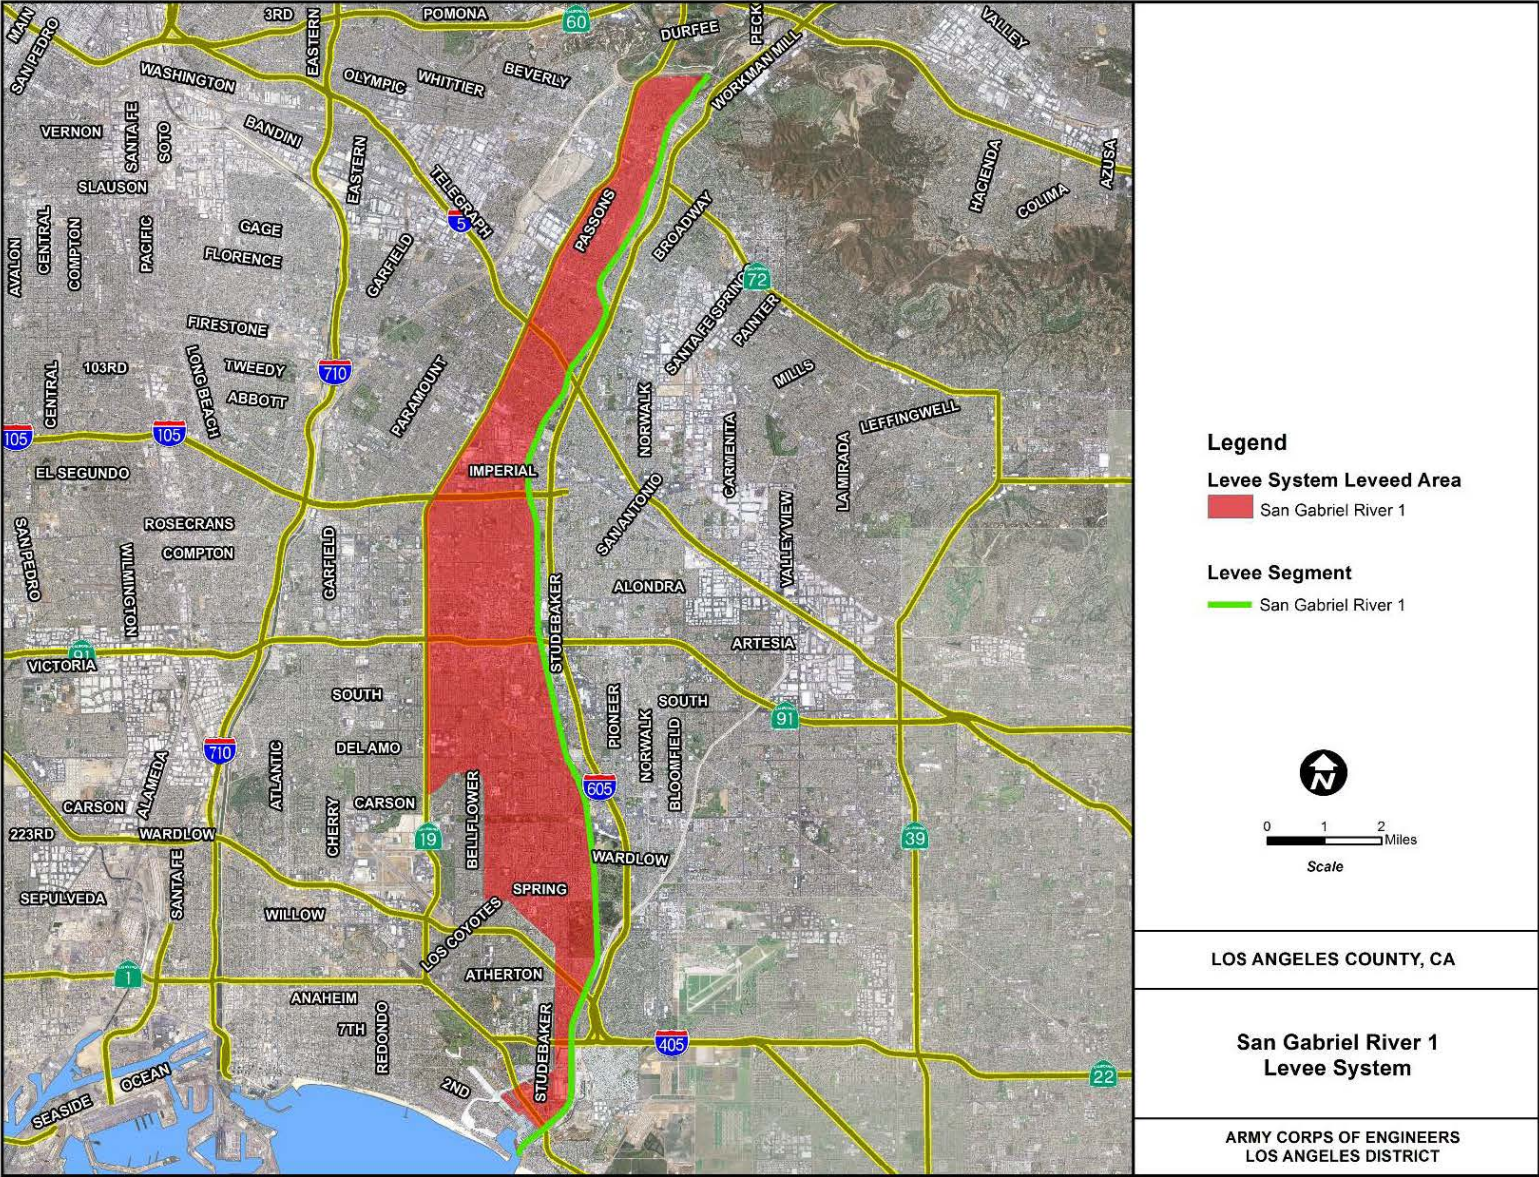 MAIN
SAN PEDRO
3RD
EASTERN
POMONA
60
DURFEE
PECK
WORKMAN MILL
VALLEY
WASHINGTON
OLYMPIC
WHITTIER
BEVERLY
VERNON
SANTA FE
SOTO
BANDINI
EASTERN
TELEGRAPH
5
SLAUSON
PASSONS
BROADWAY
HACIENDA
COLIMA
AZUSA
AVALON
CENTRAL
COMPTON
PACIFIC
GAGE
FLORENCE
GARFIELD
72
SANTA FE SPRINGS
PAINTER
FIRESTONE
LONG BEACH
TWEEDY
ABBOTT
710
103RD
CENTRAL
PARAMOUNT
MILLS
LEFFINGWELL
NORWALK
CARMENITA
LA MIRADA
105
105
EL SEGUNDO
IMPERIAL
SAN ANTONIO
VALLEY VIEW
SAN PEDRO
ROSECRANS
COMPTON
WILMINGTON
GARFIELD
STUDEBAKER
ALONDRA
ARTESIA
91
VICTORIA
SOUTH
PIONEER
NORWALK
SOUTH
BLOOMFIELD
91
710
DEL AMO
ATLANTIC
ALAMEDA
CARSON
CHERRY
CARSON
BELLFLOWER
605
223RD
WARDLOW
19
WARDLOW
39
SEPULVEDA
SANTA FE
WILLOW
SPRING
LOS COYOTES
1
ATHERTON
ANAHEIM
7TH
REDONDO
STUDEBAKER
405
22
2ND
OCEAN
SEASIDE
Legend
Levee System Leveed Area
San Gabriel River 1
Levee Segment
San Gabriel River 1
N
0 1 2
Miles
Scale
LOS ANGELES COUNTY, CA
San Gabriel River 1
Levee System
ARMY CORPS OF ENGINEERS
LOS ANGELES DISTRICT